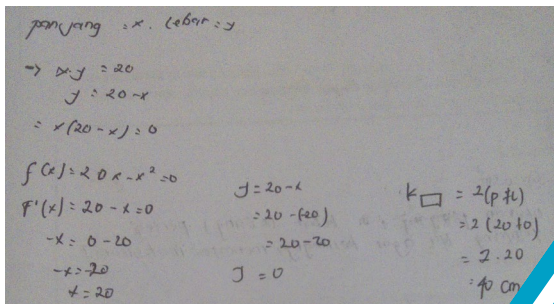 panjang = x. Lebar = y
→ x.y = 20
y = 20-x
= x(20-x) = 0
f(x) = 20x - x² = 0
F'(x) = 20 - x = 0
-x = 0-20
-x = -20
x = 20
y = 20-x
= 20-(20)
= 20-20
y = 0
K▭ = 2(p+l)
= 2(20+0)
= 2.20
= 40 cm